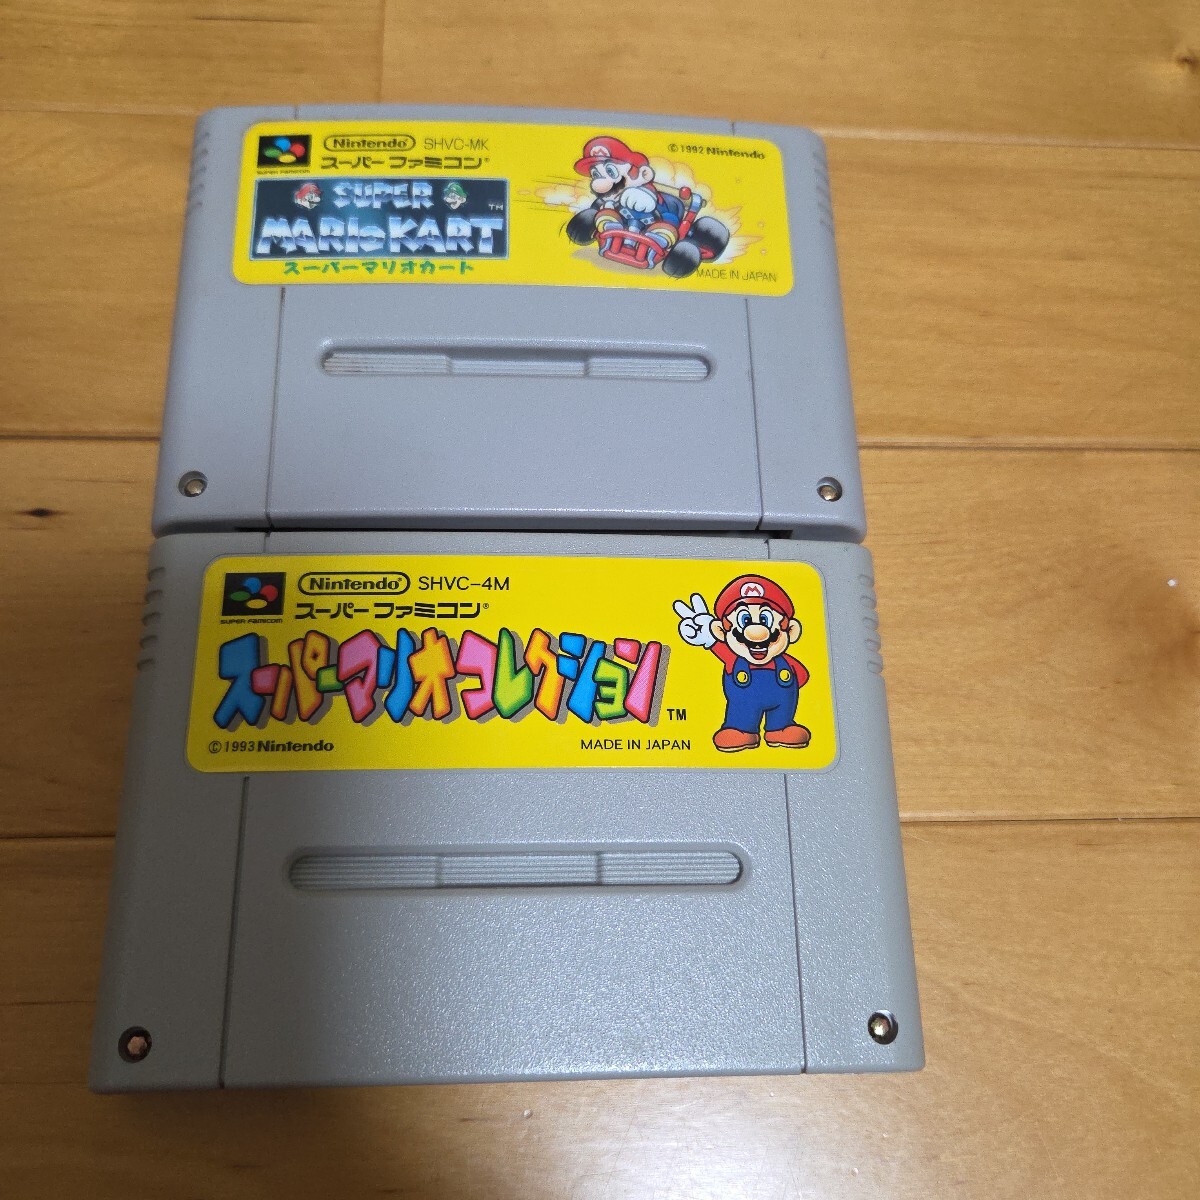 Nintendo SHVC-MK
スーパーファミコン
SUPER FAMICOM
SUPER
MARIO KART TM
スーパーマリオカート
©1992 Nintendo
MADE IN JAPAN
Nintendo® SHVC-4M
スーパーファミコン®
SUPER FAMICOM
スーパーマリオコレクション TM
©1993 Nintendo
MADE IN JAPAN